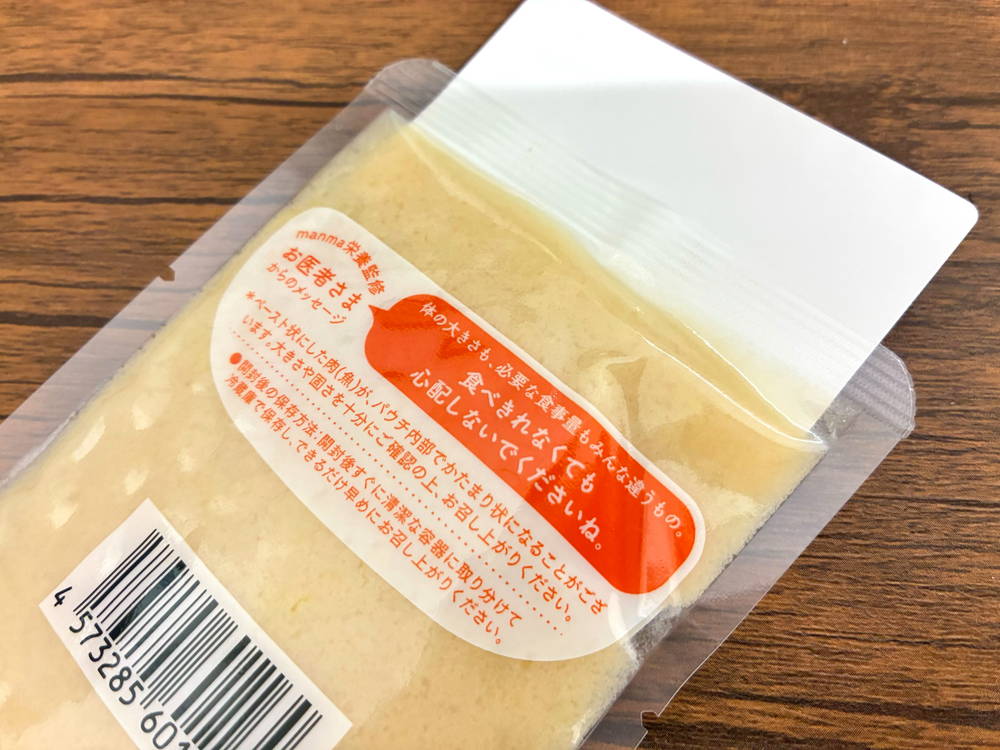 manma栄養監修
お医者さま
からのメッセージ
体の大きさも、必要な食事量もみんな違うもの。
食べきれなくても
心配しないでくださいね。
*ペースト状にした肉(魚)が、パウチ内部でかたまり状になることがござ
います。大きさや固さを十分にご確認の上、お召し上がりください。
●開封後の保存方法:開封後すぐに清潔な容器に取り分けて
冷蔵庫で保存し、できるだけ早めにお召し上がりください。
4 573285 601